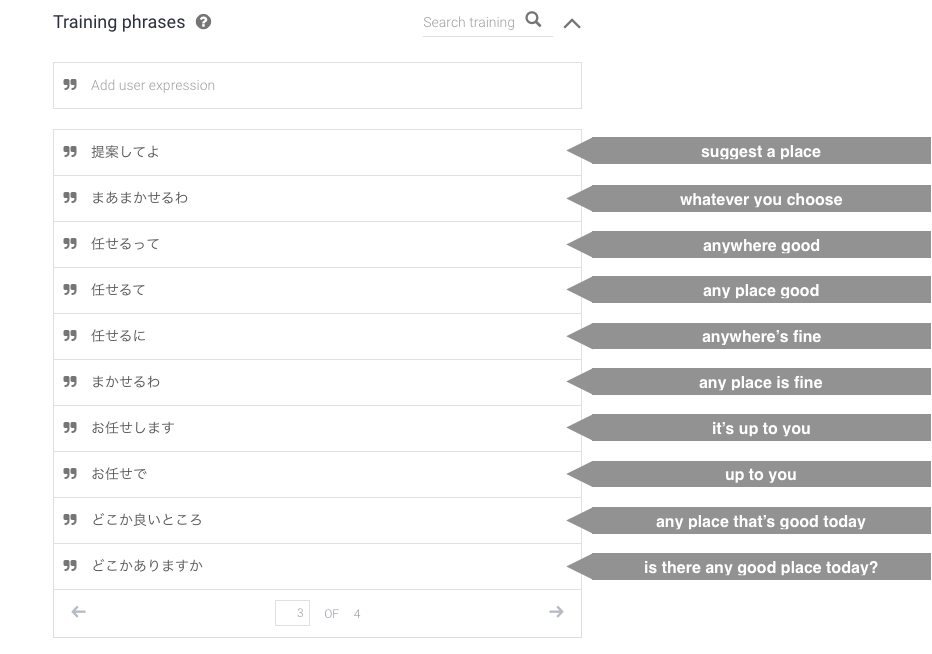 Training phrases
Search training
Add user expression
提案してよ
suggest a place
まあまかせるわ
whatever you choose
任せるって
anywhere good
任せるて
any place good
任せるに
anywhere's fine
まかせるわ
any place is fine
お任せします
it's up to you
お任せで
up to you
どこか良いところ
any place that's good today
どこかありますか
is there any good place today?
3 OF 4